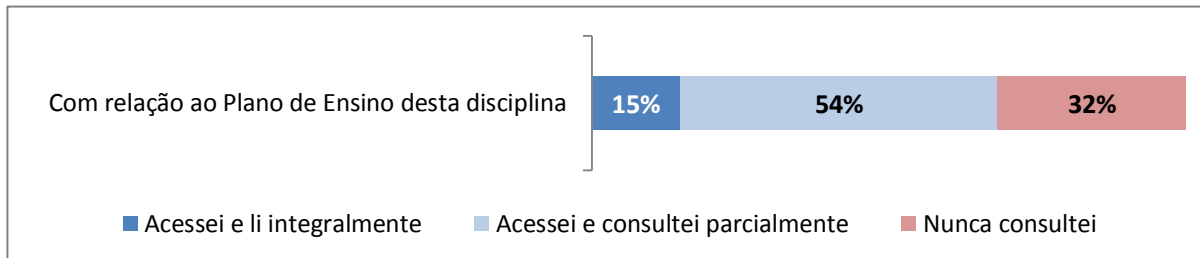 Com relação ao Plano de Ensino desta disciplina 15% 54% 32%
Acessei e li integralmente Acessei e consultei parcialmente Nunca consultei